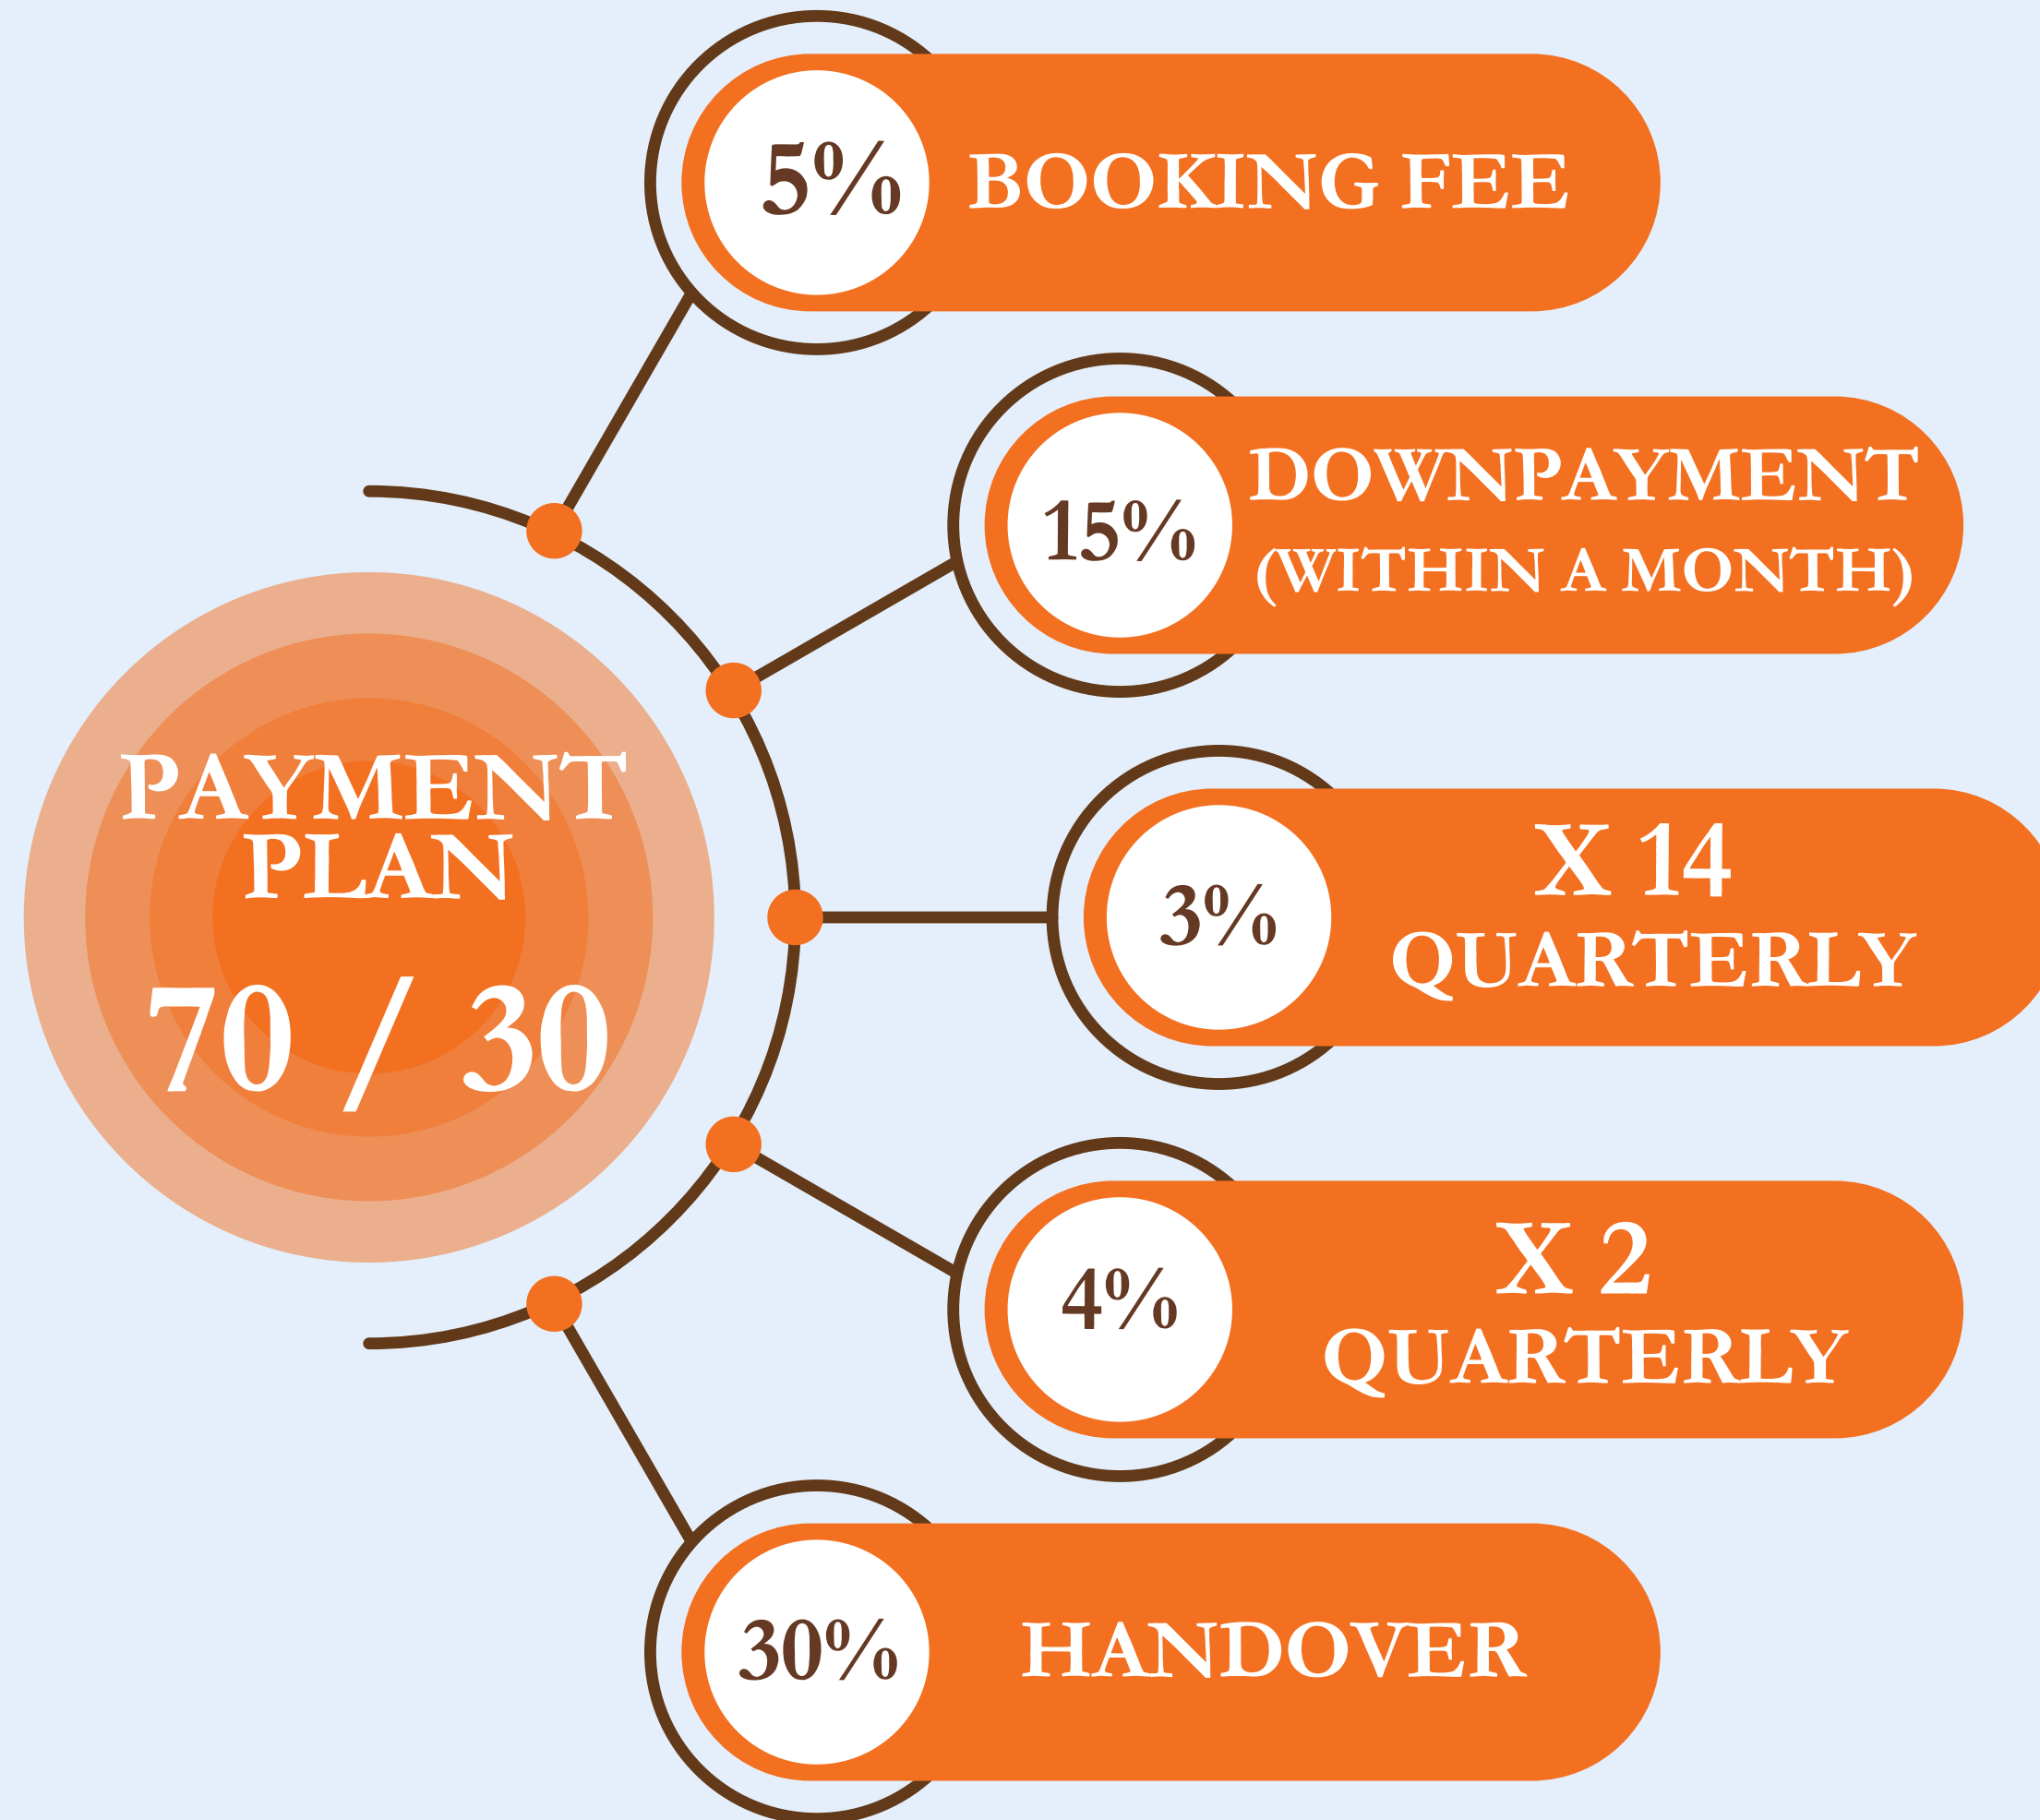 PAYMENT
PLAN
70 / 30
5% BOOKING FEE
15% DOWNPAYMENT
(WITHIN A MONTH)
3% X 14
QUARTERLY
4% X 2
QUARTERLY
30% HANDOVER